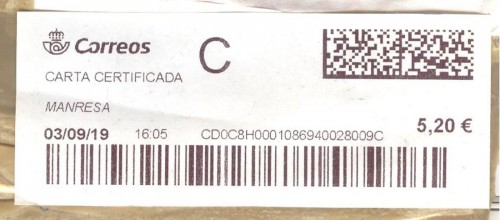 Correos
C
CARTA CERTIFICADA
MANRESA
5,20 €
03/09/19 16:05 CD0C8H0001086940028009C